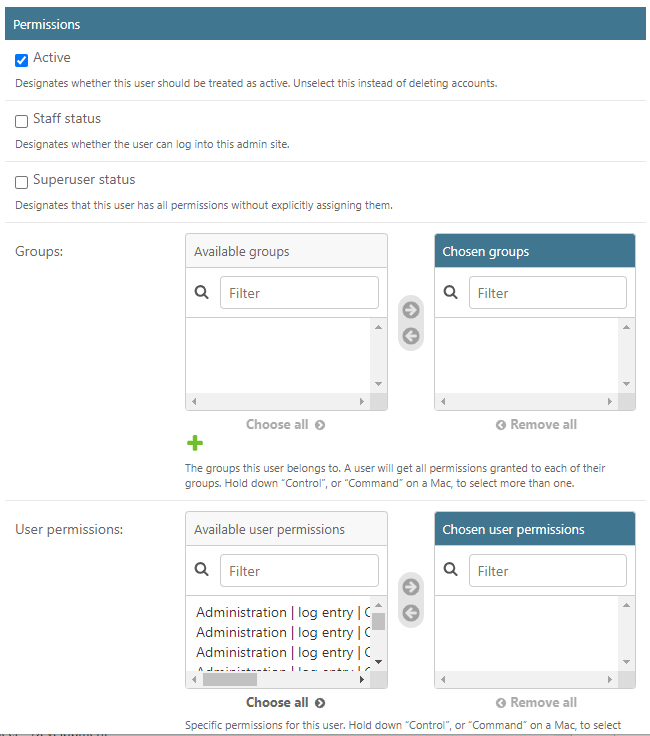 Permissions
Active
Designates whether this user should be treated as active. Unselect this instead of deleting accounts.
Staff status
Designates whether the user can log into this admin site.
Superuser status
Designates that this user has all permissions without explicitly assigning them.
Groups:
Available groups
Filter
Choose all
Chosen groups
Filter
Remove all
The groups this user belongs to. A user will get all permissions granted to each of their
groups. Hold down “Control”, or “Command” on a Mac, to select more than one.
User permissions:
Available user permissions
Filter
Administration | log entry | C
Administration | log entry | C
Administration | log entry | C
Administration | log entry | C
Choose all
Chosen user permissions
Filter
Remove all
Specific permissions for this user. Hold down “Control”, or “Command” on a Mac, to select